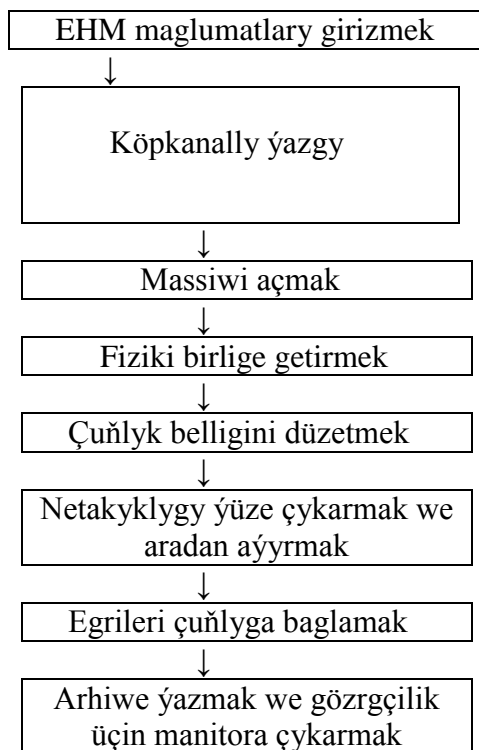 EHM maglumatlary girizmek
↓
Köpkanally ýazgy
↓
Massiwi açmak
↓
Fiziki birlige getirmek
↓
Çuňlyk belligini düzetmek
↓
Netakyklygy ýüze çykarmak we
aradan aýyrmak
↓
Egrileri çuňlyga baglamak
↓
Arhiwe ýazmak we gözrgçilik
üçin manitora çykarmak